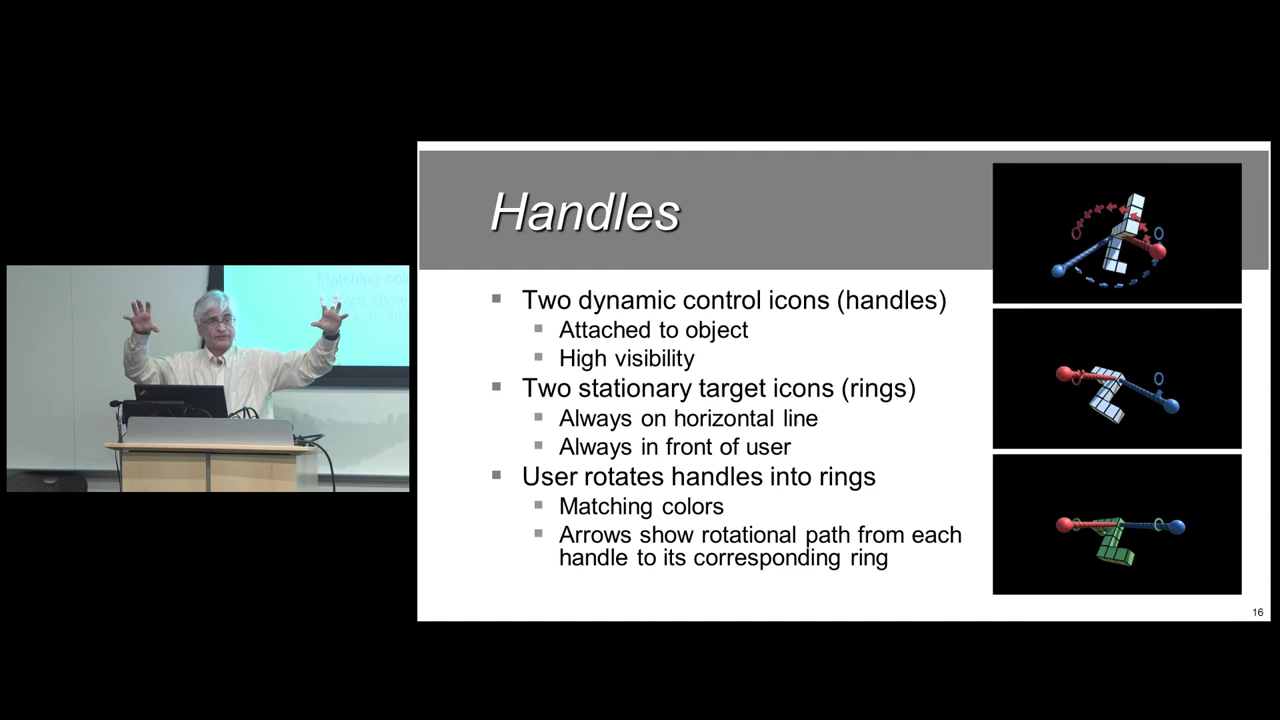 Handles
Two dynamic control icons (handles)
Attached to object
High visibility
Two stationary target icons (rings)
Always on horizontal line
Always in front of user
User rotates handles into rings
Matching colors
Arrows show rotational path from each
handle to its corresponding ring
16
Matching col